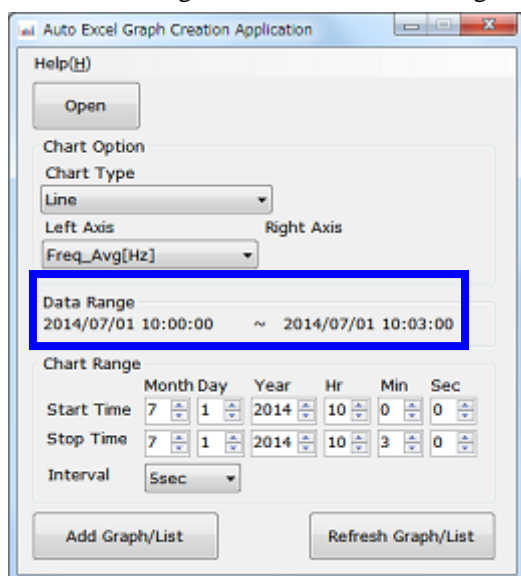 Auto Excel Graph Creation Application
Help(H)
Open
Chart Option
Chart Type
Line
Left Axis Right Axis
Freq_Avg[Hz]
Data Range
2014/07/01 10:00:00 ~ 2014/07/01 10:03:00
Chart Range
Month Day Year Hr Min Sec
Start Time 7 1 2014 10 0 0
Stop Time 7 1 2014 10 3 0
Interval 5sec
Add Graph/List Refresh Graph/List